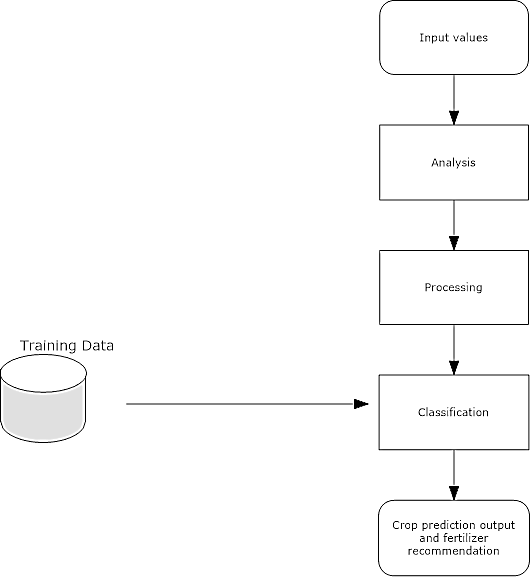 Input values
Analysis
Processing
Training Data
Classification
Crop prediction output
and fertilizer
recommendation